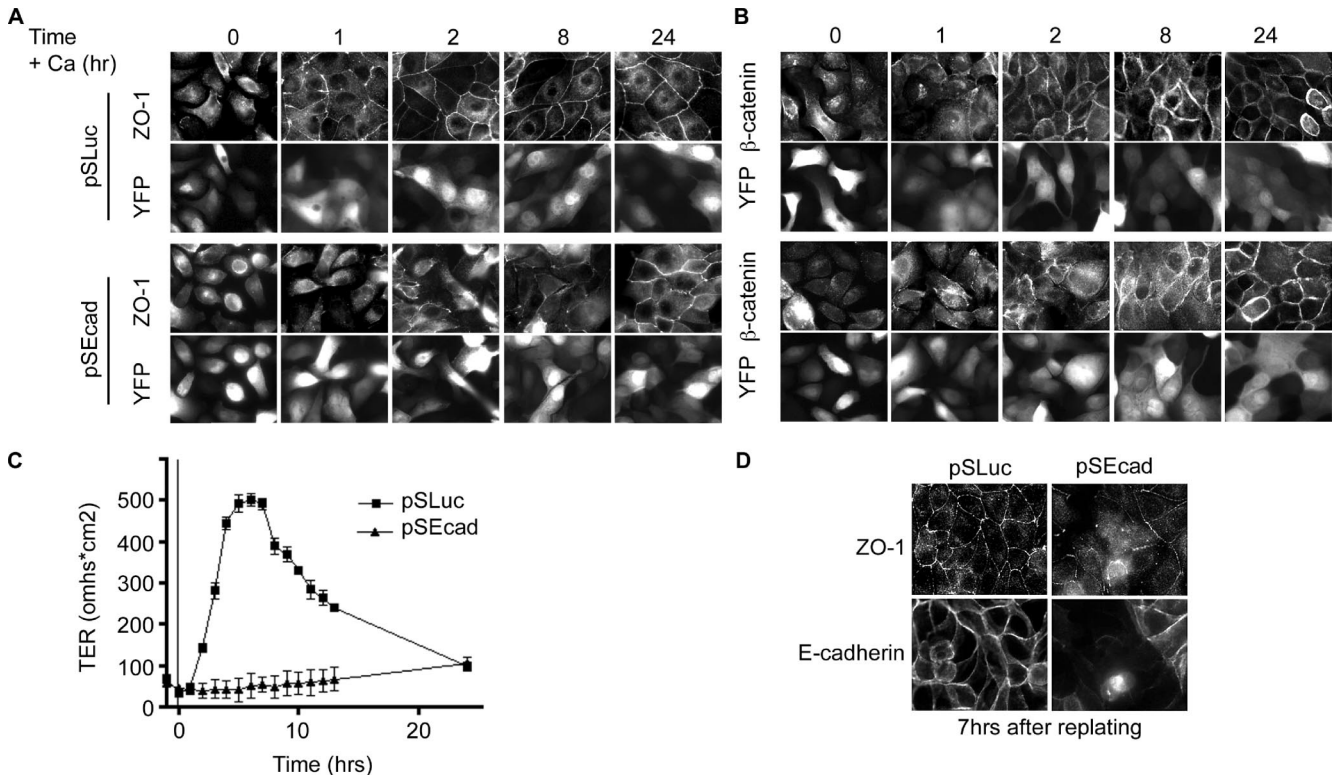 A
Time
+ Ca (hr)
0 1 2 8 24
pSLuc
ZO-1
YFP
pSEcad
ZO-1
YFP
B
0 1 2 8 24
β-catenin
YFP
β-catenin
YFP
C
TER (omhs*cm2)
500
400
300
200
100
0
pSLuc
pSEcad
0 10 20
Time (hrs)
D
pSLuc pSEcad
ZO-1
E-cadherin
7hrs after replating